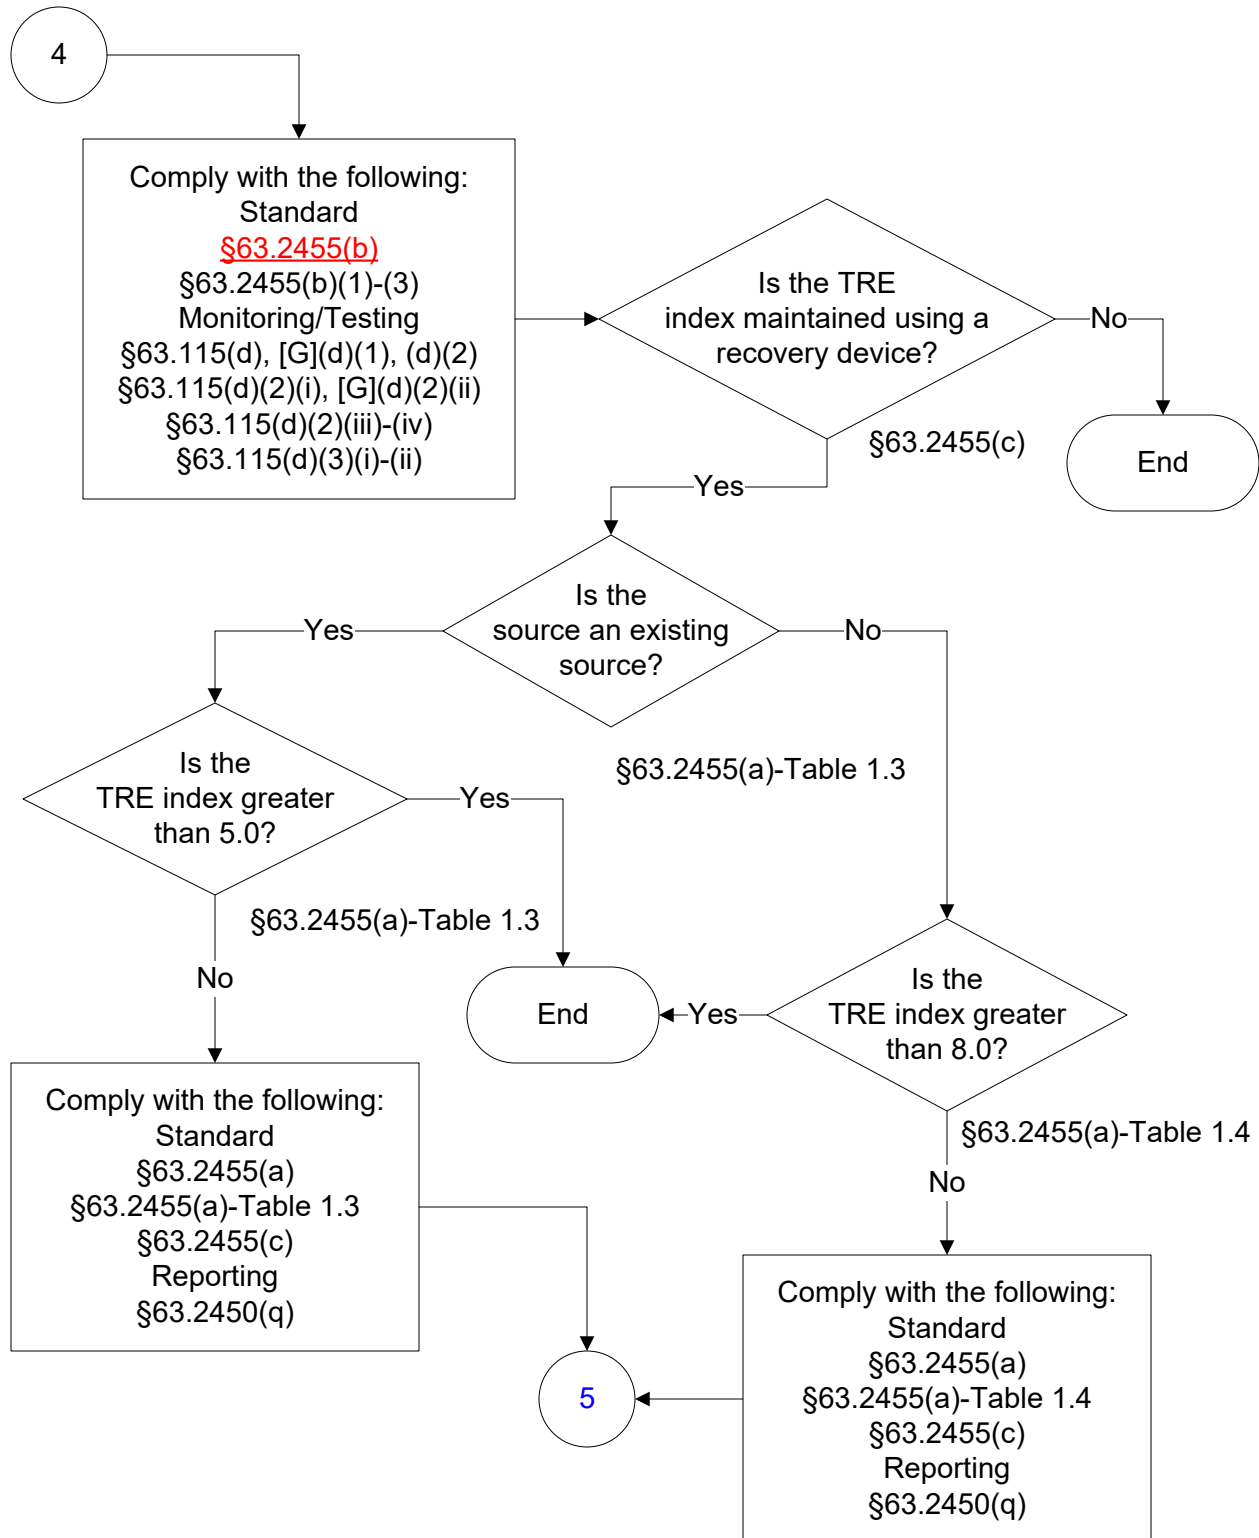 4
Comply with the following:
Standard
§63.2455(b)
§63.2455(b)(1)-(3)
Monitoring/Testing
§63.115(d), [G](d)(1), (d)(2)
§63.115(d)(2)(i), [G](d)(2)(ii)
§63.115(d)(2)(iii)-(iv)
§63.115(d)(3)(i)-(ii)
Is the TRE
index maintained using a
recovery device?
No
§63.2455(c)
End
Yes
Is the
source an existing
source?
Yes
No
§63.2455(a)-Table 1.3
Is the
TRE index greater
than 5.0?
Yes
§63.2455(a)-Table 1.3
No
End
Yes
Is the
TRE index greater
than 8.0?
§63.2455(a)-Table 1.4
No
Comply with the following:
Standard
§63.2455(a)
§63.2455(a)-Table 1.3
§63.2455(c)
Reporting
§63.2450(q)
5
Comply with the following:
Standard
§63.2455(a)
§63.2455(a)-Table 1.4
§63.2455(c)
Reporting
§63.2450(q)